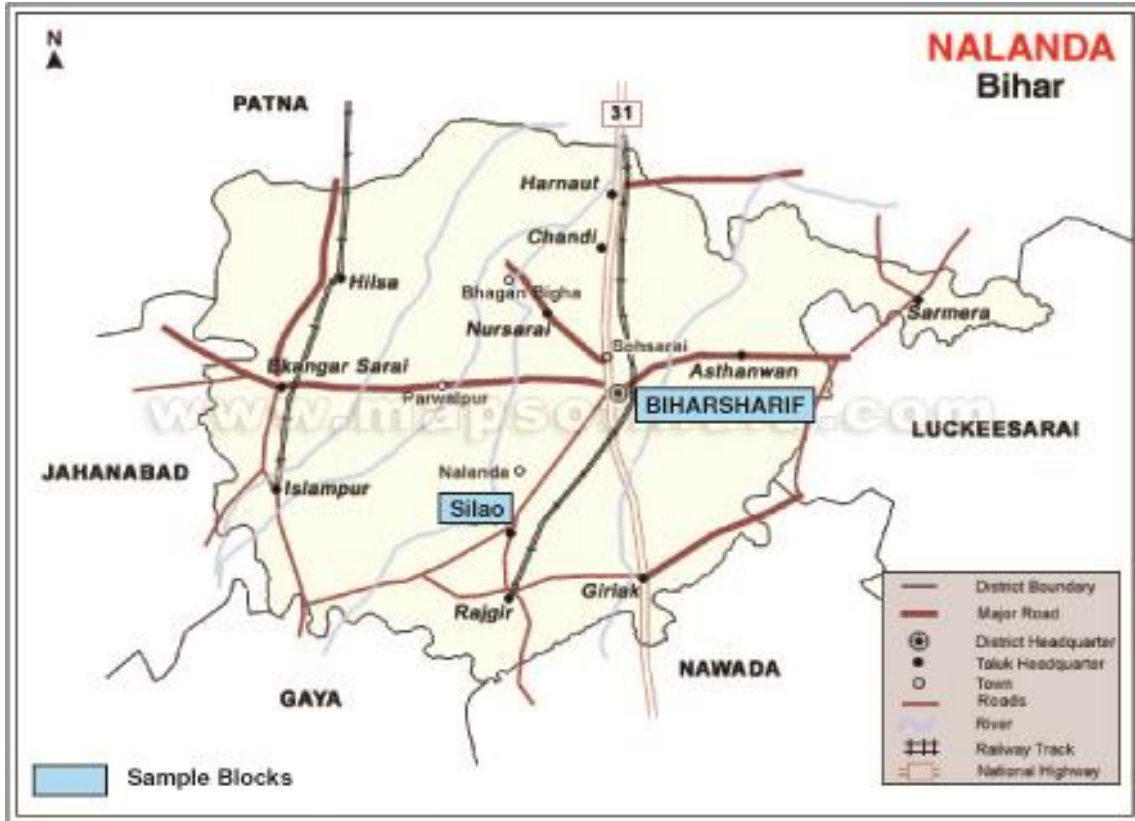 N
NALANDA
Bihar
PATNA
31
Harnaut
Chandi
Hilsa
Bhagan Bigha
Nursarai
Sarmera
Sohsarai
Ekangar Sarai
Asthanwan
Parwalpur
BIHARSHARIF
LUCKEESARAI
JAHANABAD
Nalanda
Islampur
Silao
Giriak
Rajgir
NAWADA
GAYA
District Boundary
Major Road
District Headquarter
Taluk Headquarter
Town
Roads
River
Railway Track
National Highway
Sample Blocks